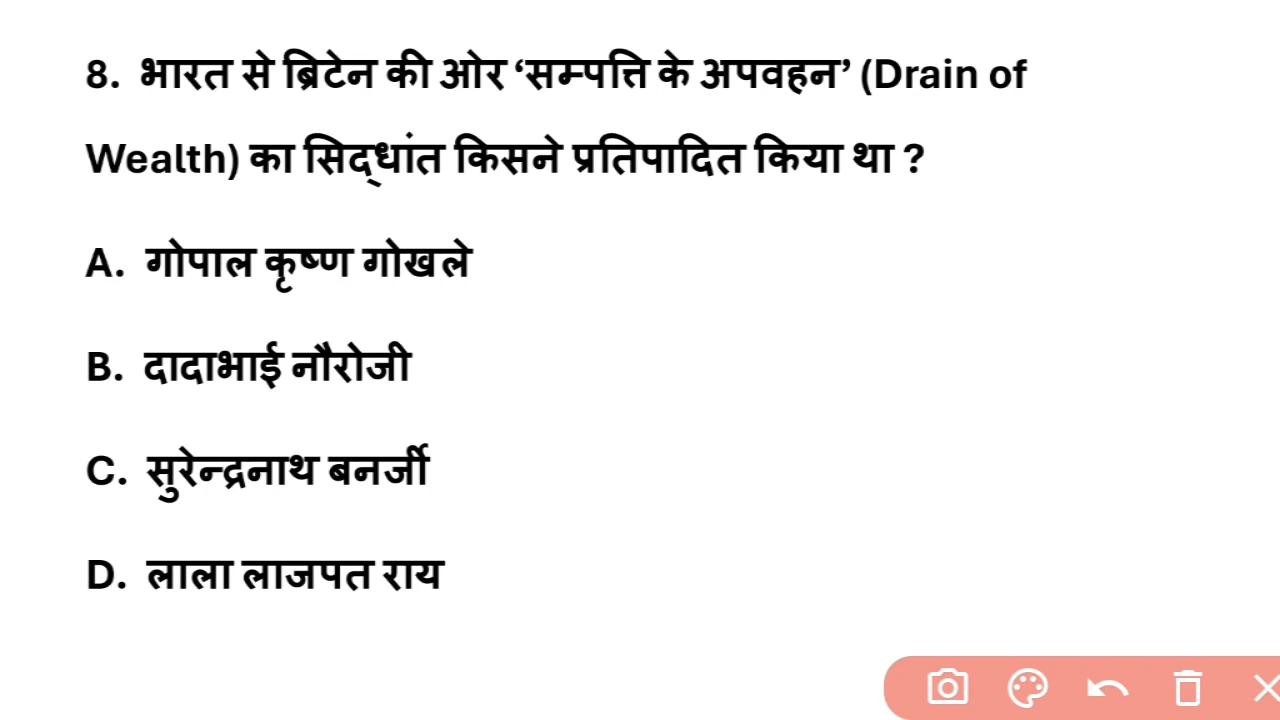 8. भारत से ब्रिटेन की ओर ‘सम्पत्ति के अपवहन’ (Drain of
Wealth) का सिद्धांत किसने प्रतिपादित किया था ?
A. गोपाल कृष्ण गोखले
B. दादाभाई नौरोजी
C. सुरेन्द्रनाथ बनर्जी
D. लाला लाजपत राय